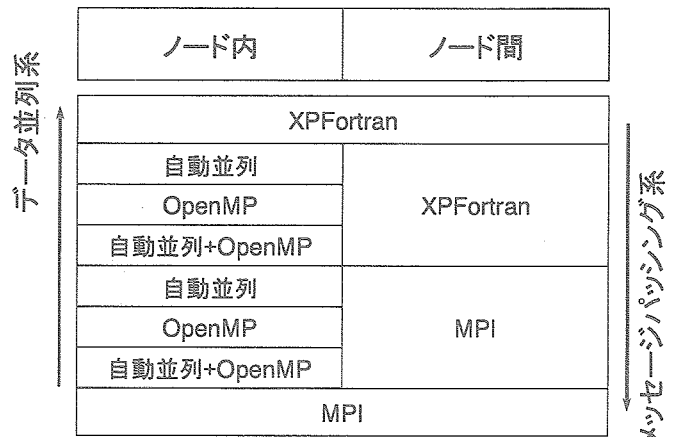 ノード内 ノード間
データ並列系
XPFortran
自動並列
OpenMP
自動並列+OpenMP
XPFortran
自動並列
OpenMP
自動並列+OpenMP
MPI
MPI
メッセージパッシング系